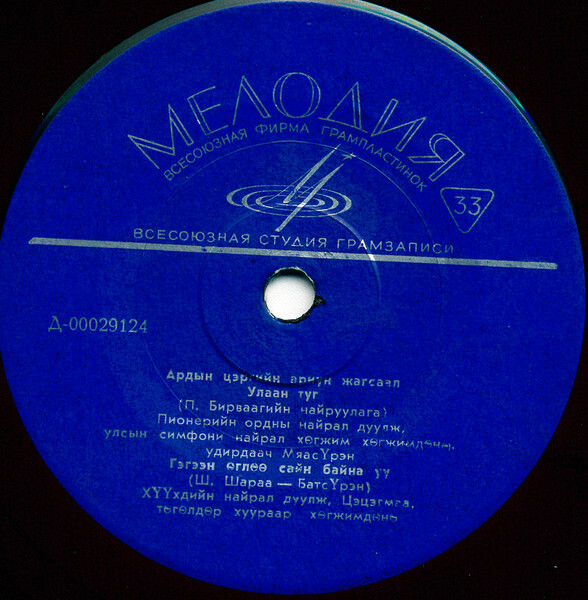 МЕЛОДИЯ
ВСЕСОЮЗНАЯ ФИРМА ГРАМПЛАСТИНОК
33
ВСЕСОЮЗНАЯ СТУДИЯ ГРАМЗАПИСИ
Д-00029124
Ардын цэргийн ариун жагсаал
Улаан туг
(П. Бирваагийн найруулага)
Пионерийн ордны найрал дуулж,
улсын симфони найрал хөгжим хөгжимдөнө,
удирдаач МяасҮрэн
Гэгээн өглөө сайн байна уу
(Ш. Шараа — БатсҮрэн)
ХҮҮхдийн найрал дуулж, Цэцэгмаа,
төгөлдөр хуураар хөгжимдөнө